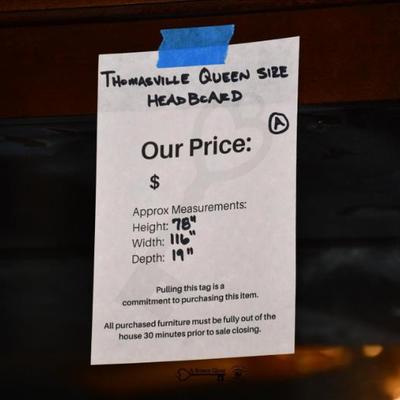 THOMASVILLE QUEEN SIZE
HEADBOARD
A
Our Price:
$
Approx Measurements:
Height: 78"
Width: 116"
Depth: 19"
Pulling this tag is a
commitment to purchasing this item.
All purchased furniture must be fully out of the
house 30 minutes prior to sale closing.